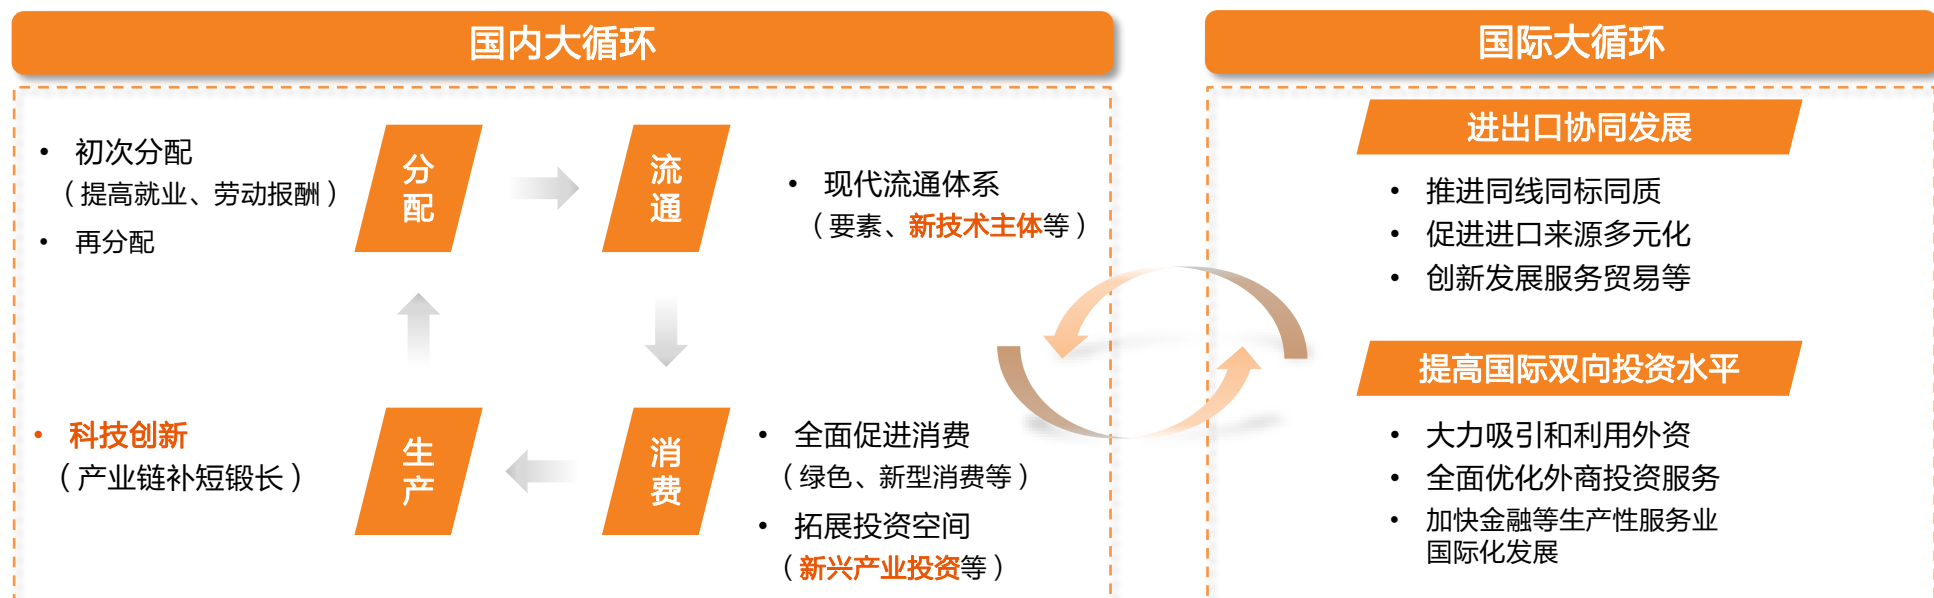 国内大循环
• 初次分配
（提高就业、劳动报酬）
• 再分配
分
配
流
通
• 现代流通体系
（要素、新技术主体等）
• 科技创新
（产业链补短锻长）
生
产
消
费
• 全面促进消费
（绿色、新型消费等）
• 拓展投资空间
（新兴产业投资等）
国际大循环
进出口协同发展
• 推进同线同标同质
• 促进进口来源多元化
• 创新发展服务贸易等
提高国际双向投资水平
• 大力吸引和利用外资
• 全面优化外商投资服务
• 加快金融等生产性服务业
国际化发展